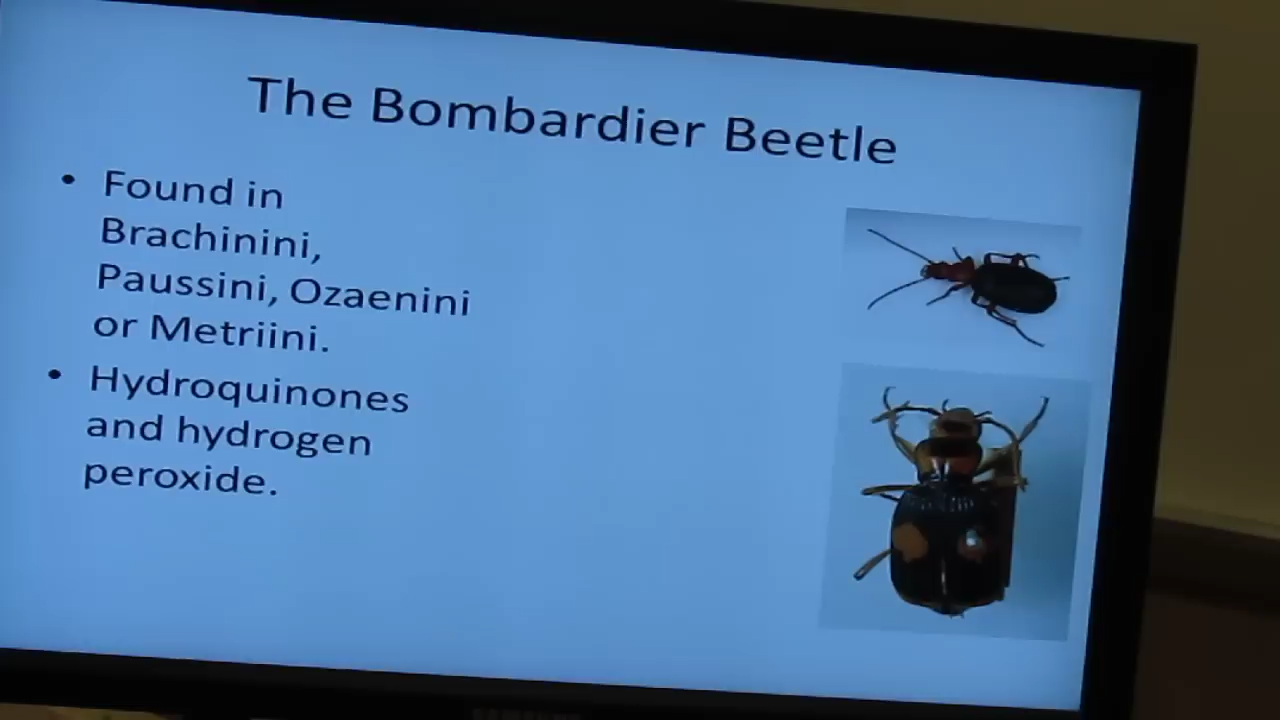 The Bombardier Beetle
• Found in
Brachinini,
Paussini, Ozaenini
or Metriini.
• Hydroquinones
and hydrogen
peroxide.